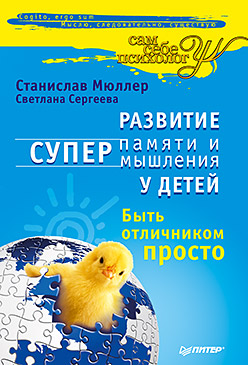 Cogito, ergo sum
Мыслю, следовательно, существую
сам
себе
психолог
У
Станислав Мюллер
Светлана Сергеева
РАЗВИТИЕ
СУПЕР памяти и
мышления
У ДЕТЕЙ
Быть
отличником
просто
ПИТЕР®